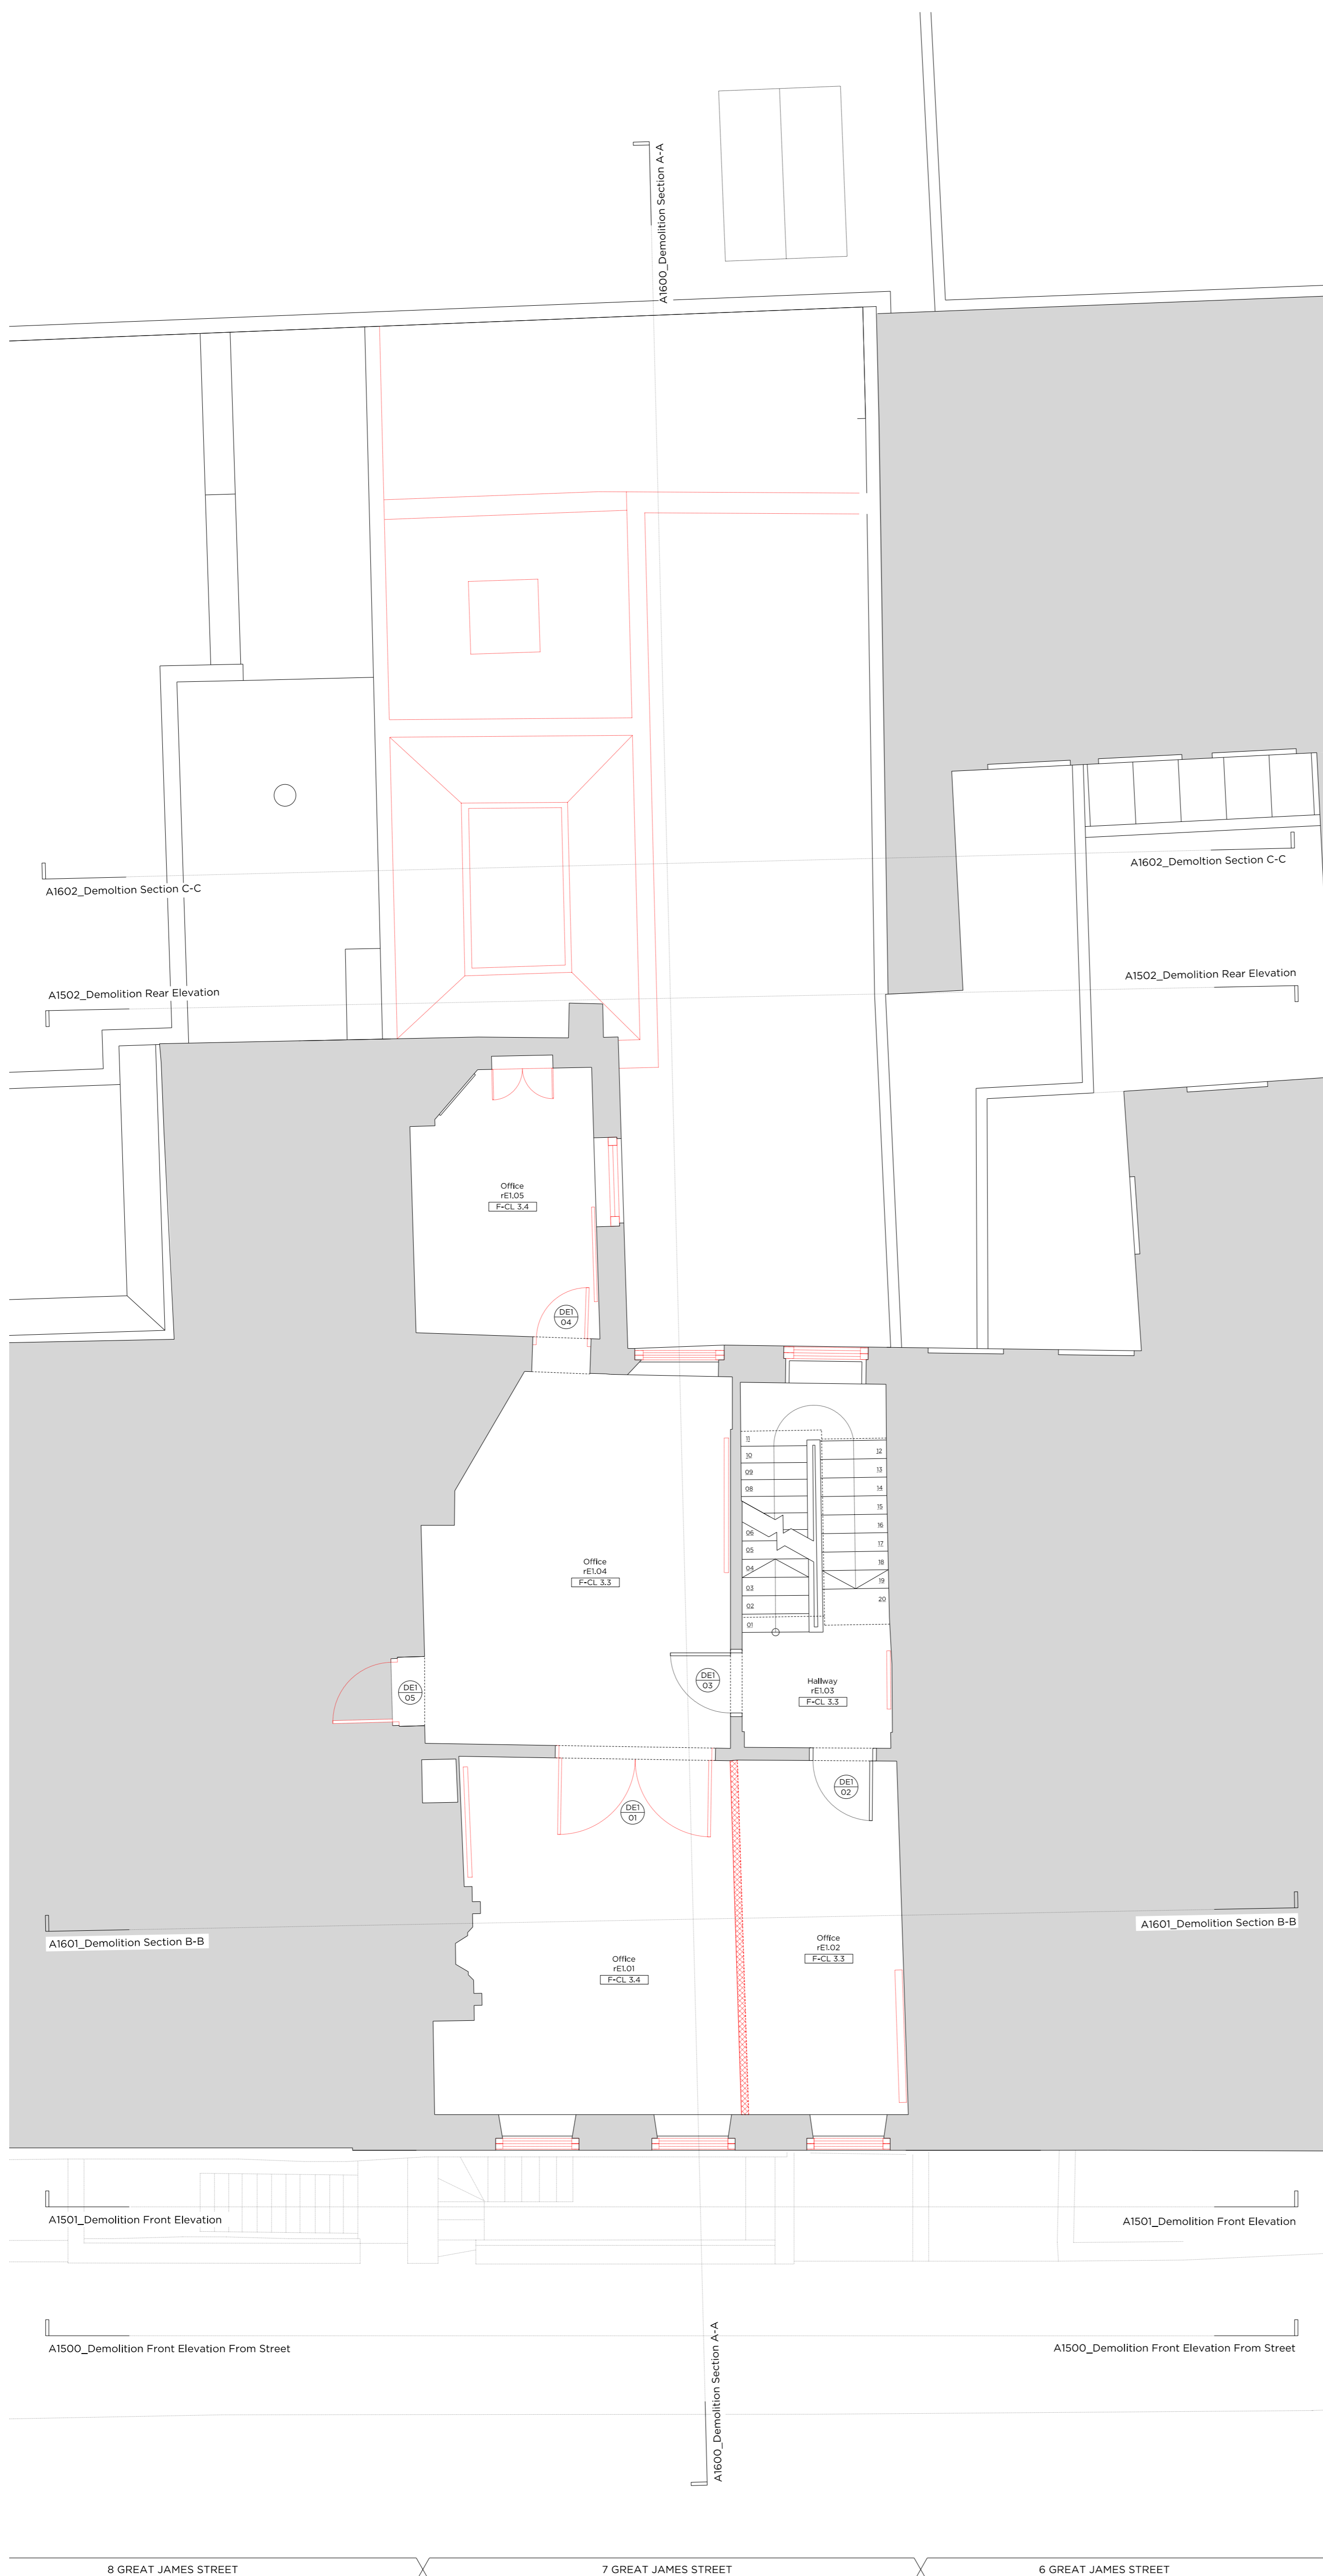 A1600_Demolition Section A-A
A1602_Demoltion Section C-C
A1602_Demoltion Section C-C
A1502_Demolition Rear Elevation
A1502_Demolition Rear Elevation
Office
rE1.05
F-CL 3.4
DE1
04
11
10
09
08
06
05
04
03
02
01
12
13
14
15
16
17
18
19
20
Office
rE1.04
F-CL 3.3
DE1
03
DE1
05
Hallway
rE1.03
F-CL 3.3
DE1
02
DE1
01
A1601_Demolition Section B-B
A1601_Demolition Section B-B
Office
rE1.02
F-CL 3.3
Office
rE1.01
F-CL 3.4
A1501_Demolition Front Elevation
A1501_Demolition Front Elevation
A1500_Demolition Front Elevation From Street
A1500_Demolition Front Elevation From Street
A1600_Demolition Section A-A
8 GREAT JAMES STREET
7 GREAT JAMES STREET
6 GREAT JAMES STREET